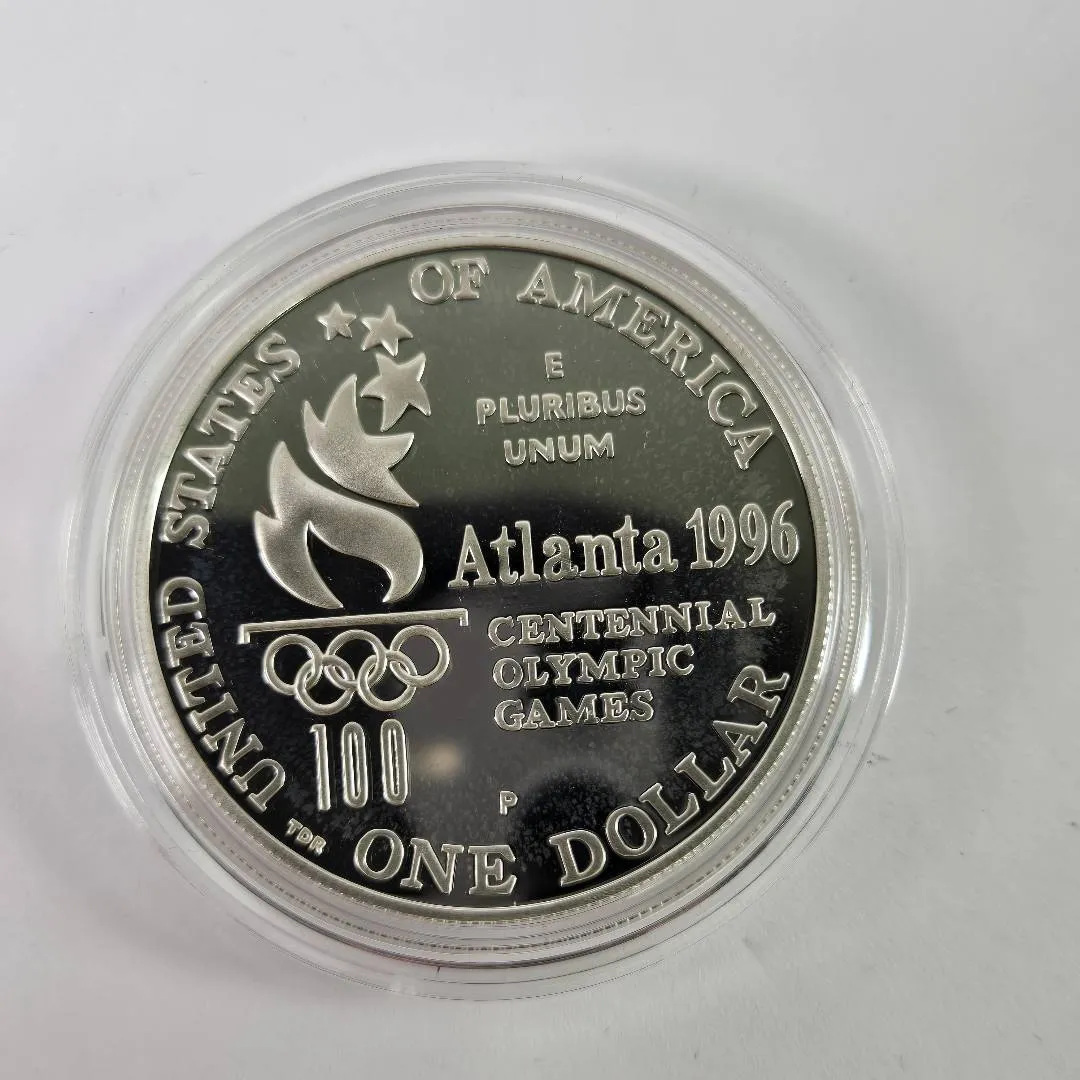 UNITED STATES OF AMERICA
E
PLURIBUS
UNUM
Atlanta 1996
CENTENNIAL
OLYMPIC
GAMES
100
P
TDR
ONE DOLLAR